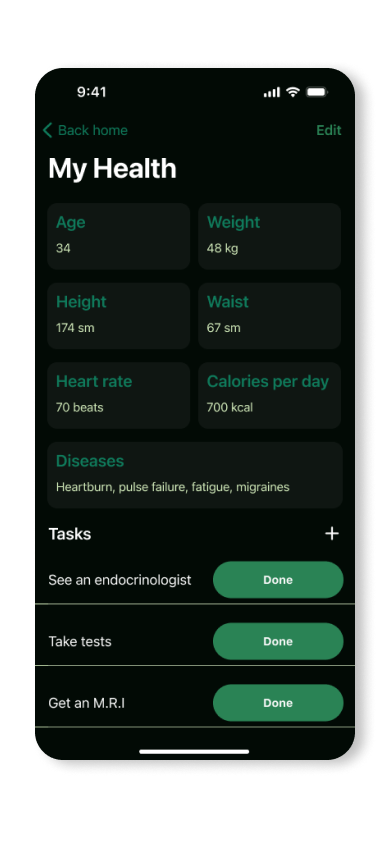 9:41
Back home
Edit
My Health
Age
Weight
34
48 kg
Height
Waist
174 sm
67 sm
Heart rate
Calories per day
70 beats
700 kcal
Diseases
Heartburn, pulse failure, fatigue, migraines
Tasks
+
See an endocrinologist
Done
Take tests
Done
Get an M.R.I
Done